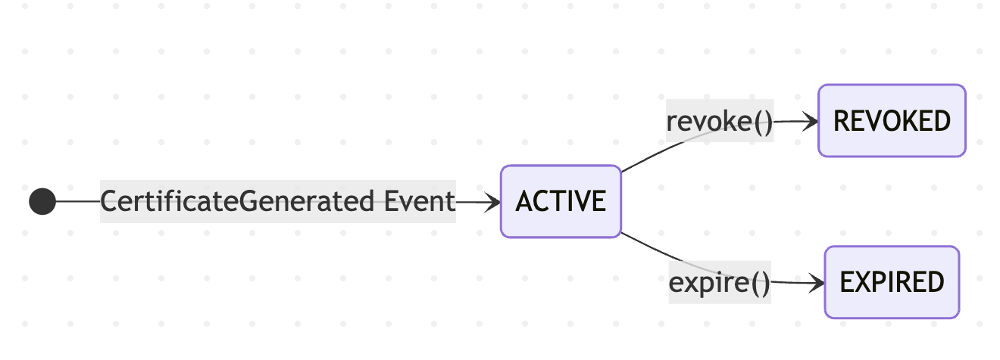 CertificateGenerated Event
ACTIVE
revoke()
REVOKED
expire()
EXPIRED